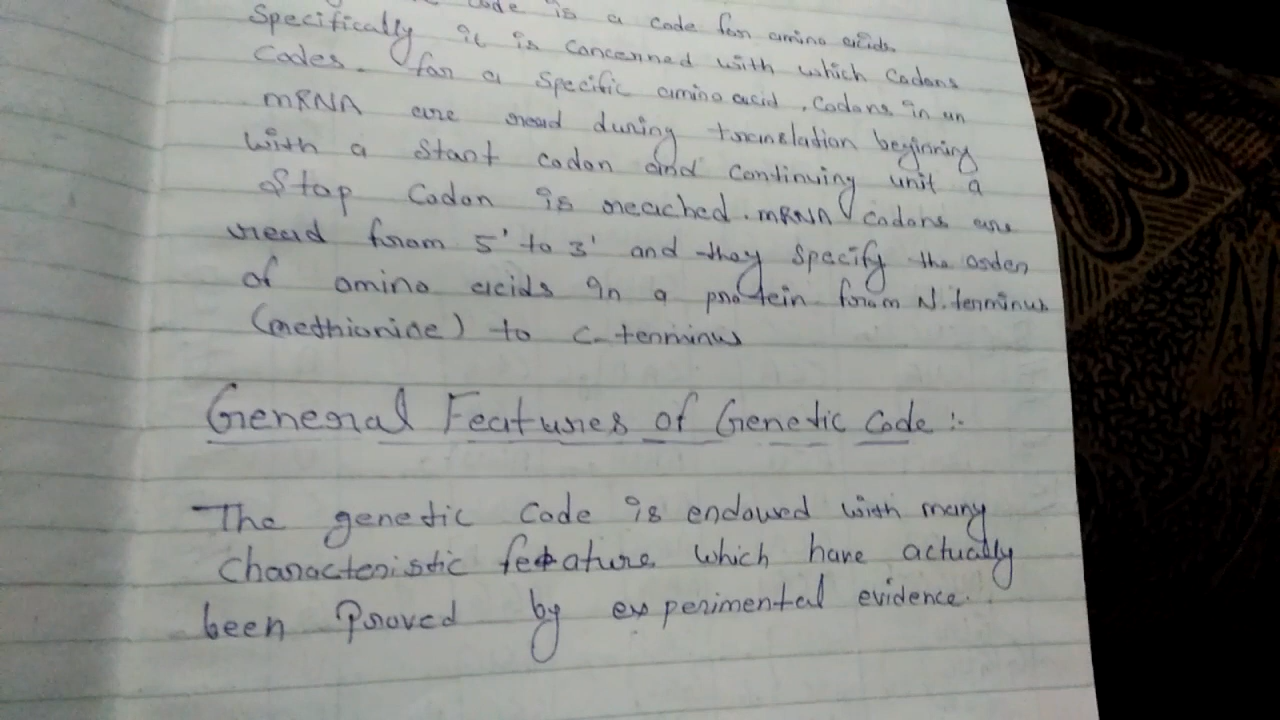 code is a code for amino acids.
Specifically it is concerned with which Codons
Codes for a specific amino acid. Codons in an
mRNA are read during translation beginning
with a start codon and continuing unit a
Stop Codon is reached. mRNA codons are
read from 5' to 3' and they specify the order
of amino acids in a protein from N. terminus
(methionine) to C-terminus
General Features of Genetic Code :-
The genetic code is endowed with many
characteristic feature which have actually
been proved by experimental evidence.